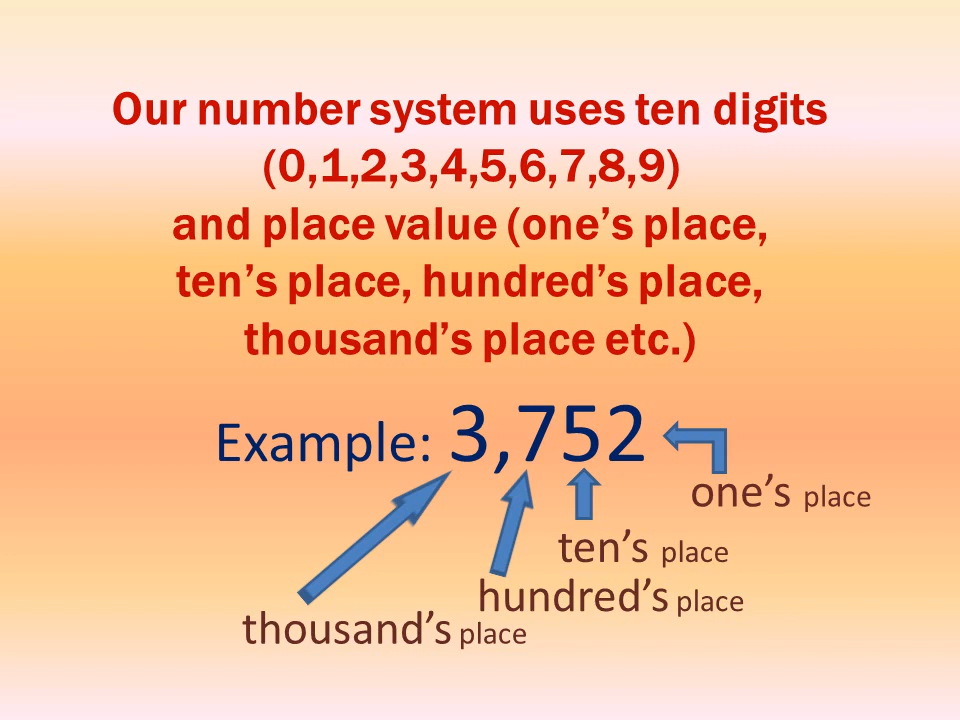 Our number system uses ten digits
(0,1,2,3,4,5,6,7,8,9)
and place value (one’s place,
ten’s place, hundred’s place,
thousand’s place etc.)
Example: 3,752
one’s place
ten’s place
hundred’s place
thousand’s place